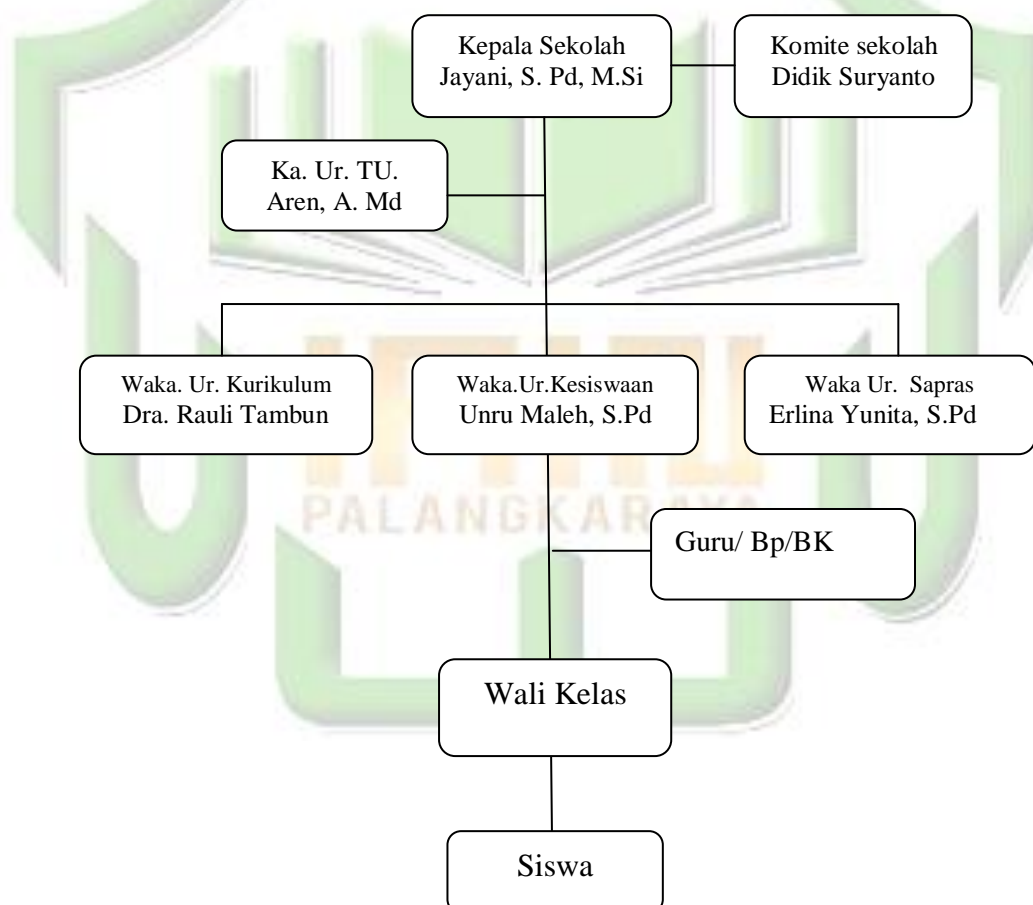 Kepala Sekolah
Jayani, S. Pd, M.Si
Komite sekolah
Didik Suryanto
Ka. Ur. TU.
Aren, A. Md
Waka. Ur. Kurikulum
Dra. Rauli Tambun
Waka.Ur.Kesiswaan
Unru Maleh, S.Pd
Waka Ur. Sapras
Erlina Yunita, S.Pd
PALANGKARAYA
Guru/ Bp/BK
Wali Kelas
Siswa